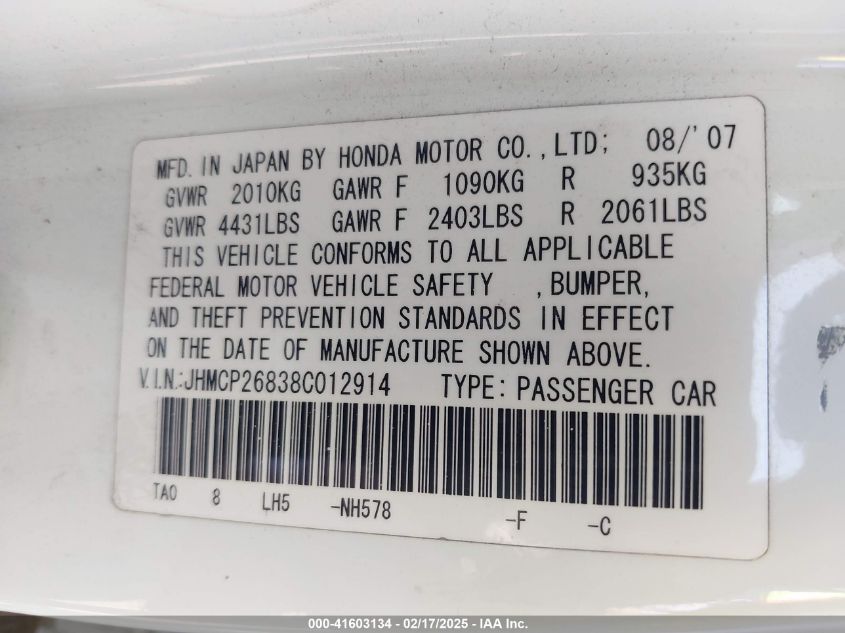 MFD. IN JAPAN BY HONDA MOTOR CO.,LTD; 08/'07
GVWR 2010KG GAWR F 1090KG R 935KG
GVWR 4431LBS GAWR F 2403LBS R 2061LBS
THIS VEHICLE CONFORMS TO ALL APPLICABLE
FEDERAL MOTOR VEHICLE SAFETY ,BUMPER,
AND THEFT PREVENTION STANDARDS IN EFFECT
ON THE DATE OF MANUFACTURE SHOWN ABOVE.
V.I.N.:JHMCP26838C012914 TYPE:PASSENGER CAR
TA0 8 LH5 -NH578 -F -C
000-41603134 - 02/17/2025 - IAA Inc.